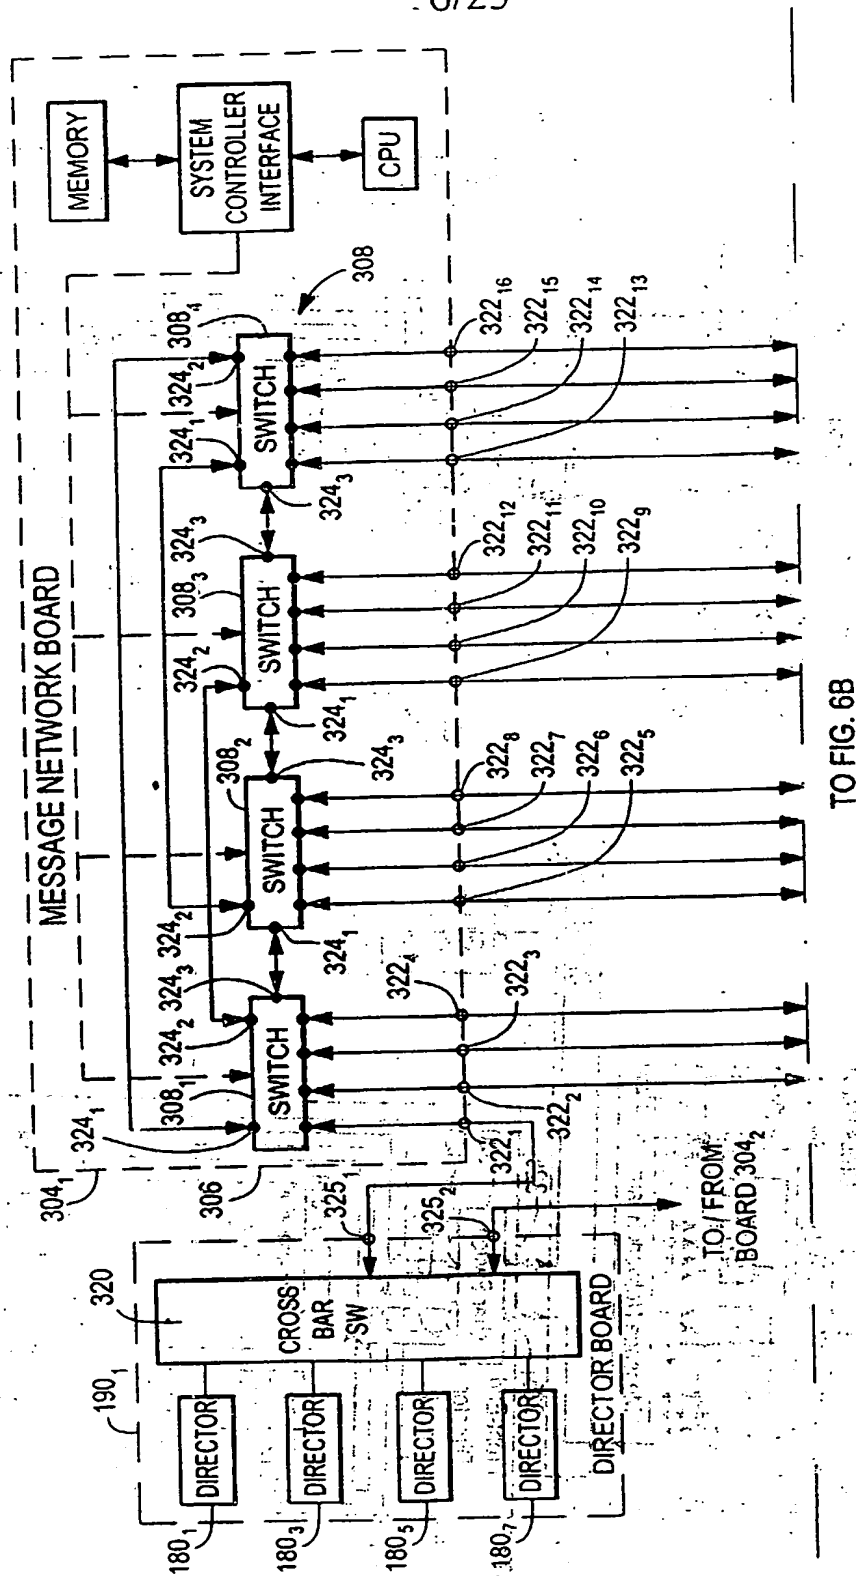 6/25
MESSAGE NETWORK BOARD
MEMORY
SYSTEM
CONTROLLER
INTERFACE
CPU
304₁
306
308
308₁
308₂
308₃
308₄
324₁
324₂
324₃
SWITCH
324₂
324₁
324₃
SWITCH
324₂
324₁
324₃
SWITCH
324₁
324₂
324₃
SWITCH
322₁
322₂
322₃
322₄
322₅
322₆
322₇
322₈
322₉
322₁₀
322₁₁
322₁₂
322₁₃
322₁₄
322₁₅
322₁₆
190₁
320
325₁
325₂
CROSS
BAR
SW
180₁
DIRECTOR
180₃
DIRECTOR
180₅
DIRECTOR
180₇
DIRECTOR
DIRECTOR BOARD
TO / FROM
BOARD 304₂
TO FIG. 6B